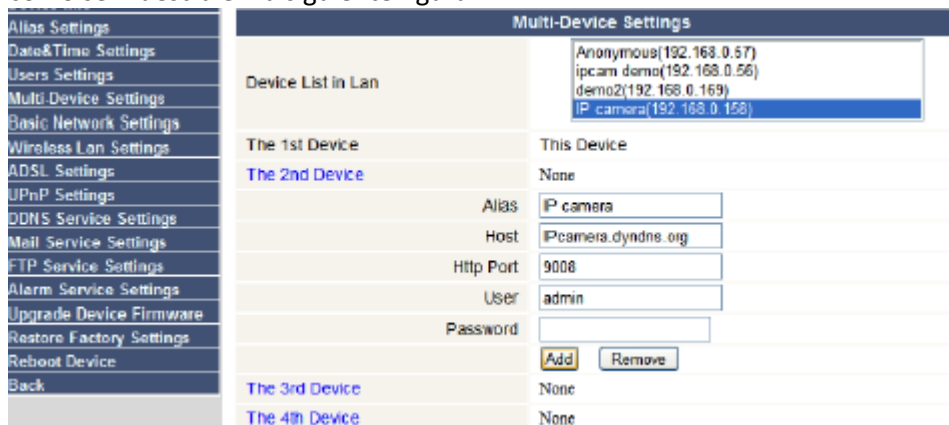 Alias Settings
Date&Time Settings
Users Settings
Multi-Device Settings
Basic Network Settings
Wireless Lan Settings
ADSL Settings
UPnP Settings
DDNS Service Settings
Mail Service Settings
FTP Service Settings
Alarm Service Settings
Upgrade Device Firmware
Restore Factory Settings
Reboot Device
Back
Multi-Device Settings
Device List in Lan
Anonymous(192.168.0.57)
ipcam demo(192.168.0.56)
demo2(192.168.0.169)
IP camera(192.168.0.158)
The 1st Device This Device
The 2nd Device None
Alias IP camera
Host IPcamera.dyndns.org
Http Port 9008
User admin
Password
Add Remove
The 3rd Device None
The 4th Device None